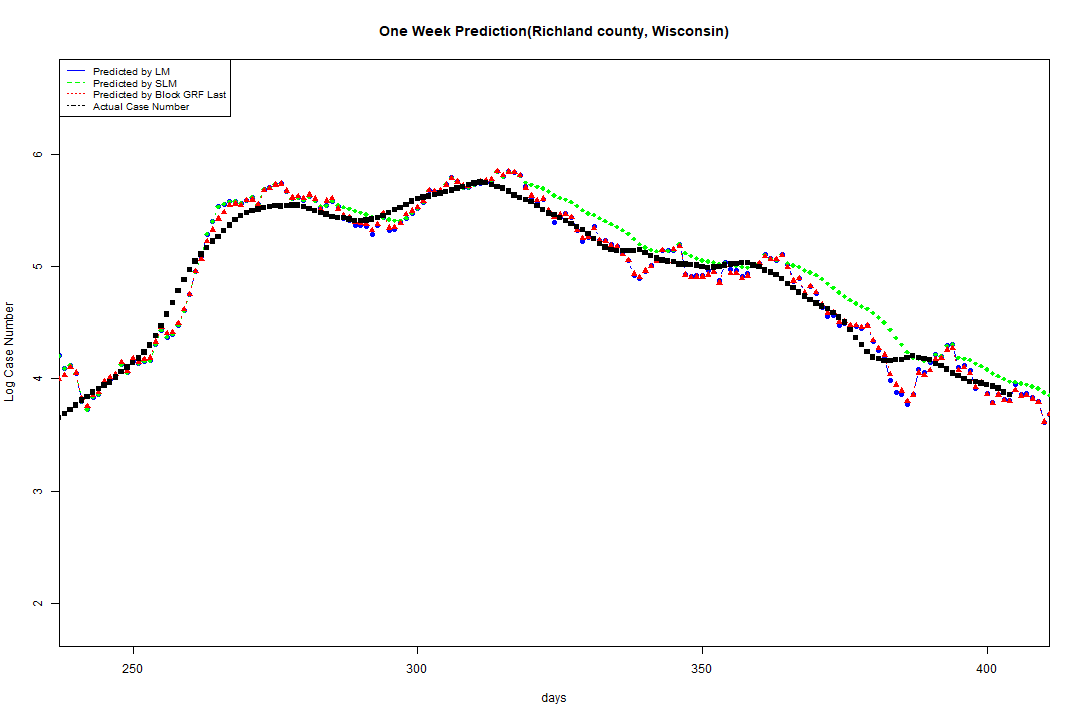 One Week Prediction(Richland county, Wisconsin)
Predicted by LM
Predicted by SLM
Predicted by Block GRF Last
Actual Case Number
6
5
4
3
2
Log Case Number
250
300
350
400
days